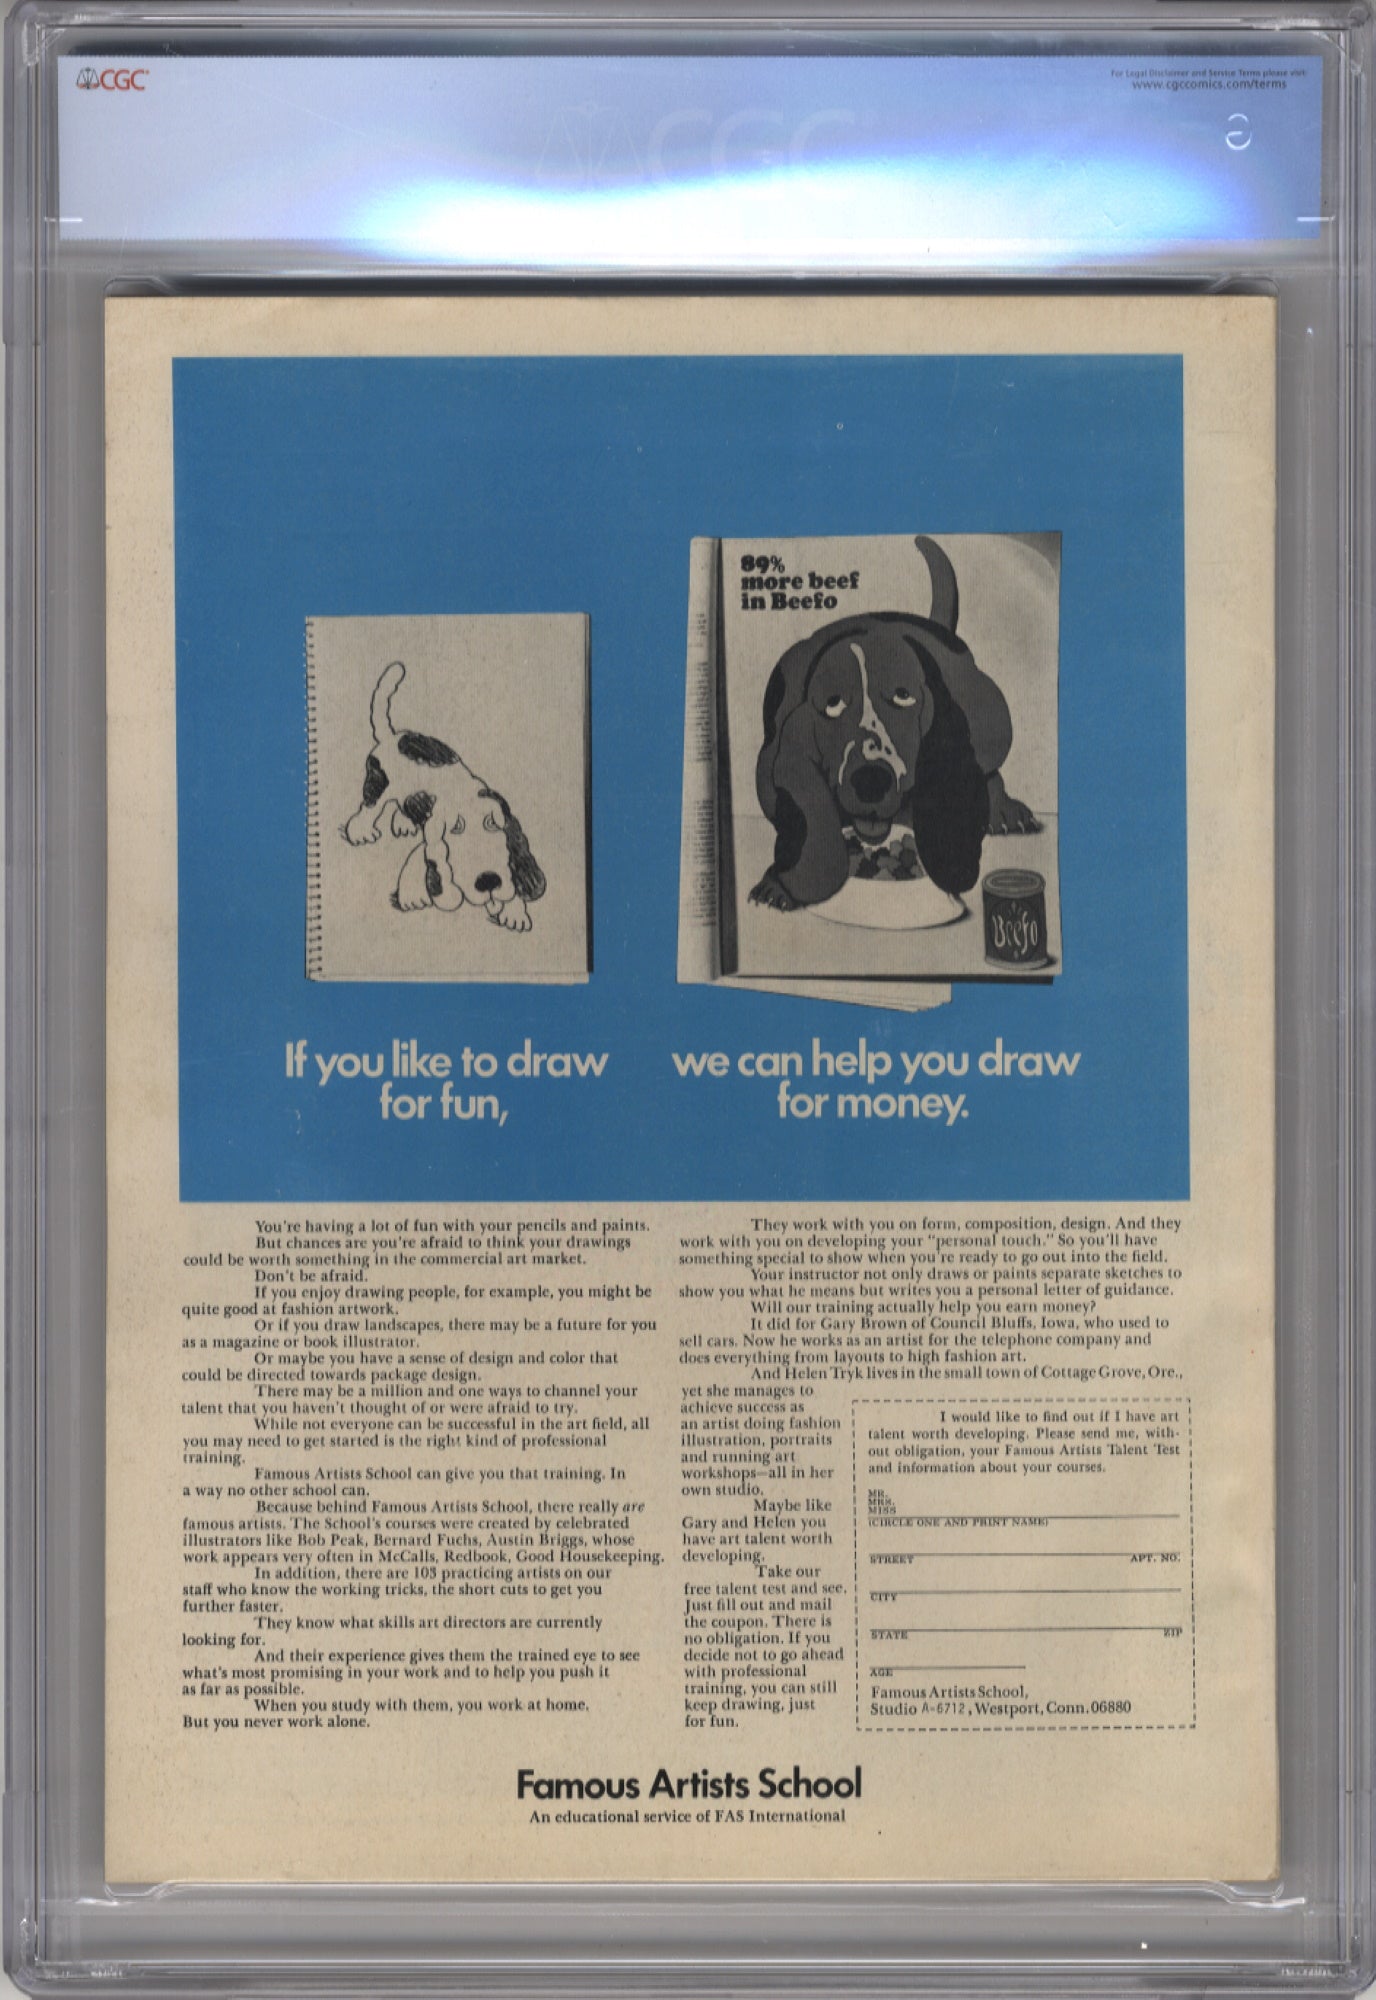 CGC
For Legal Disclaimer and Service Terms please visit:
www.cgccomics.com/terms
CGC
89%
more beef
in Beefo
Beefo
If you like to draw
for fun,
we can help you draw
for money.
You're having a lot of fun with your pencils and paints.
But chances are you're afraid to think your drawings
could be worth something in the commercial art market.
Don't be afraid.
If you enjoy drawing people, for example, you might be
quite good at fashion artwork.
Or if you draw landscapes, there may be a future for you
as a magazine or book illustrator.
Or maybe you have a sense of design and color that
could be directed towards package design.
There may be a million and one ways to channel your
talent that you haven't thought of or were afraid to try.
While not everyone can be successful in the art field, all
you may need to get started is the right kind of professional
training.
Famous Artists School can give you that training. In
a way no other school can.
Because behind Famous Artists School, there really are
famous artists. The School's courses were created by celebrated
illustrators like Bob Peak, Bernard Fuchs, Austin Briggs, whose
work appears very often in McCalls, Redbook, Good Housekeeping.
In addition, there are 103 practicing artists on our
staff who know the working tricks, the short cuts to get you
further faster.
They know what skills art directors are currently
looking for.
And their experience gives them the trained eye to see
what's most promising in your work and to help you push it
as far as possible.
When you study with them, you work at home.
But you never work alone.
They work with you on form, composition, design. And they
work with you on developing your "personal touch." So you'll have
something special to show when you're ready to go out into the field.
Your instructor not only draws or paints separate sketches to
show you what he means but writes you a personal letter of guidance.
Will our training actually help you earn money?
It did for Gary Brown of Council Bluffs, Iowa, who used to
sell cars. Now he works as an artist for the telephone company and
does everything from layouts to high fashion art.
And Helen Tryk lives in the small town of Cottage Grove, Ore.,
yet she manages to
achieve success as
an artist doing fashion
illustration, portraits
and running art
workshops—all in her
own studio.
Maybe like
Gary and Helen you
have art talent worth
developing.
Take our
free talent test and see.
Just fill out and mail
the coupon. There is
no obligation. If you
decide not to go ahead
with professional
training, you can still
keep drawing, just
for fun.
I would like to find out if I have art
talent worth developing. Please send me, with-
out obligation, your Famous Artists Talent Test
and information about your courses.
MR.
MRS.
MISS
(CIRCLE ONE AND PRINT NAME)
STREET APT. NO.
CITY
STATE ZIP
AGE
Famous Artists School,
Studio A-6712, Westport, Conn. 06880
Famous Artists School
An educational service of FAS International